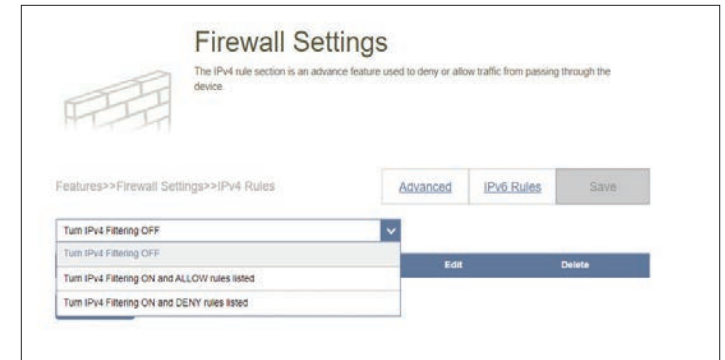 Firewall Settings
The IPv4 rule section is an advance feature used to deny or allow traffic from passing through the
device.
Features>>Firewall Settings>>IPv4 Rules
Advanced
IPv6 Rules
Save
Turn IPv4 Filtering OFF
Turn IPv4 Filtering OFF
Edit
Delete
Turn IPv4 Filtering ON and ALLOW rules listed
Turn IPv4 Filtering ON and DENY rules listed